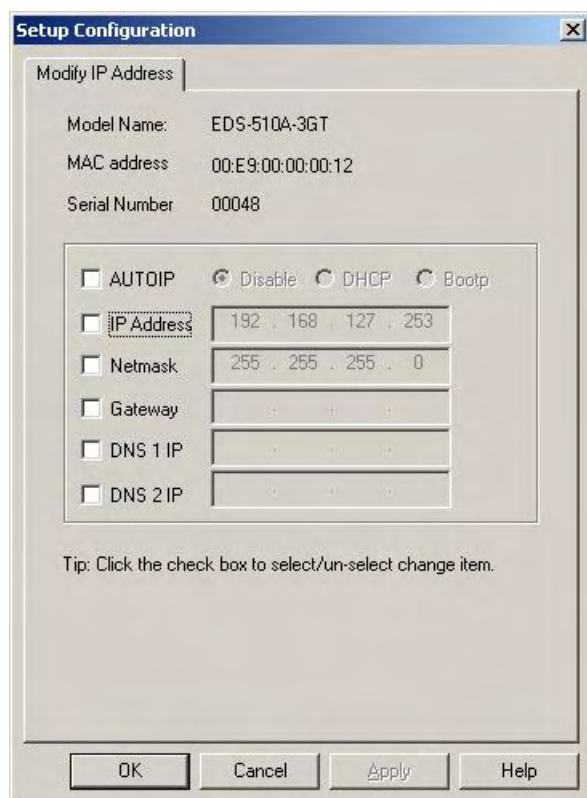 Setup Configuration
Modify IP Address
Model Name: EDS-510A-3GT
MAC address 00:E9:00:00:00:12
Serial Number 00048
AUTOIP Disable DHCP Bootp
IP Address 192 . 168 . 127 . 253
Netmask 255 . 255 . 255 . 0
Gateway . . .
DNS 1 IP . . .
DNS 2 IP . . .
Tip: Click the check box to select/un-select change item.
OK Cancel Apply Help